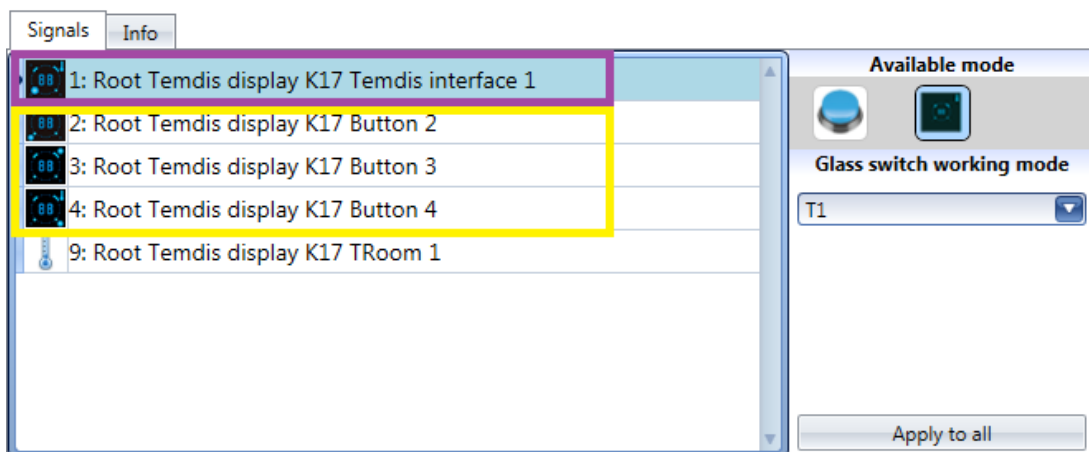 Signals
Info
1: Root Temdis display K17 Temdis interface 1
2: Root Temdis display K17 Button 2
3: Root Temdis display K17 Button 3
4: Root Temdis display K17 Button 4
9: Root Temdis display K17 TRoom 1
Available mode
Glass switch working mode
T1
Apply to all